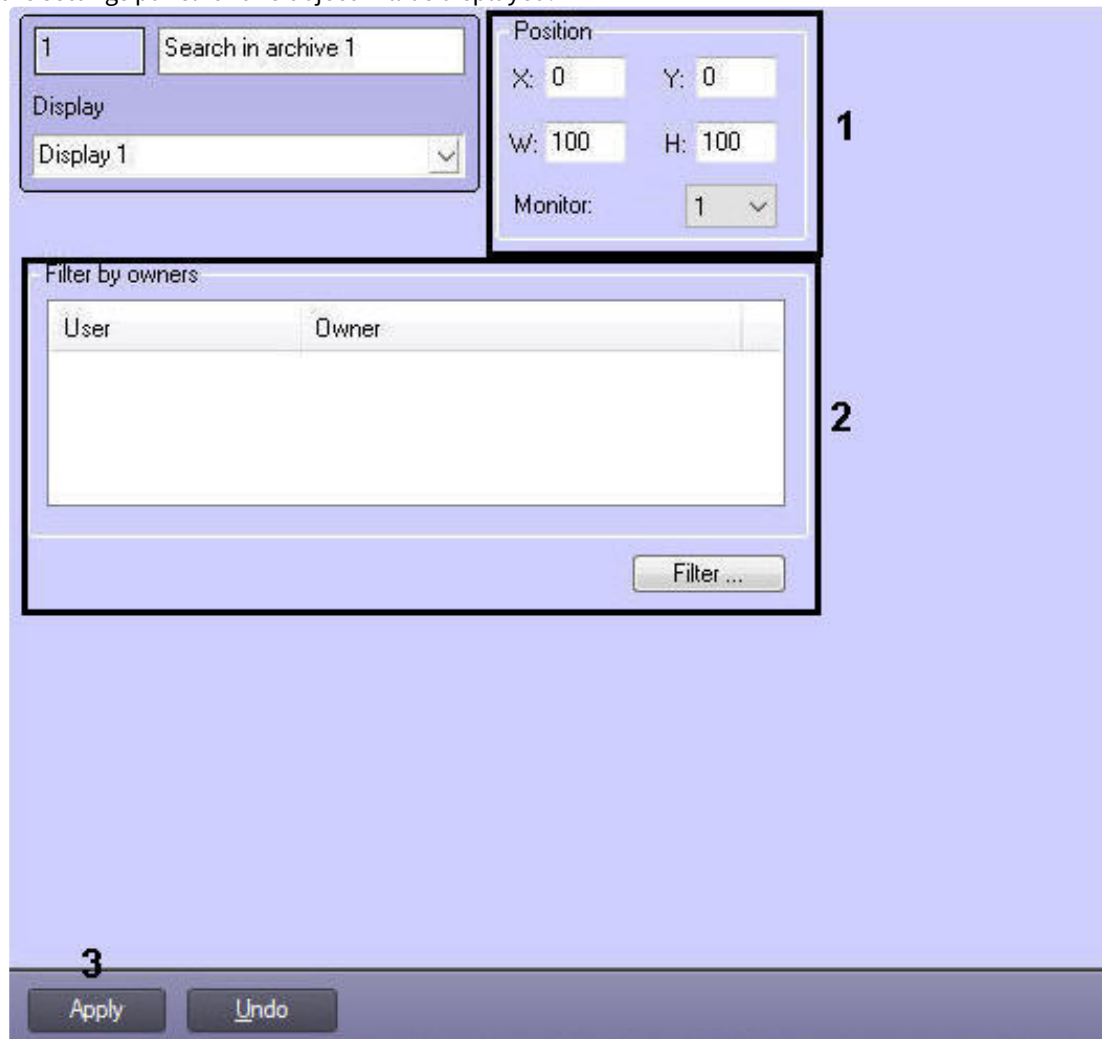 1 Search in archive 1
Display
Display 1
Position
X: 0 Y: 0
W: 100 H: 100
Monitor: 1
1
Filter by owners
User Owner
2
Filter ...
3
Apply Undo